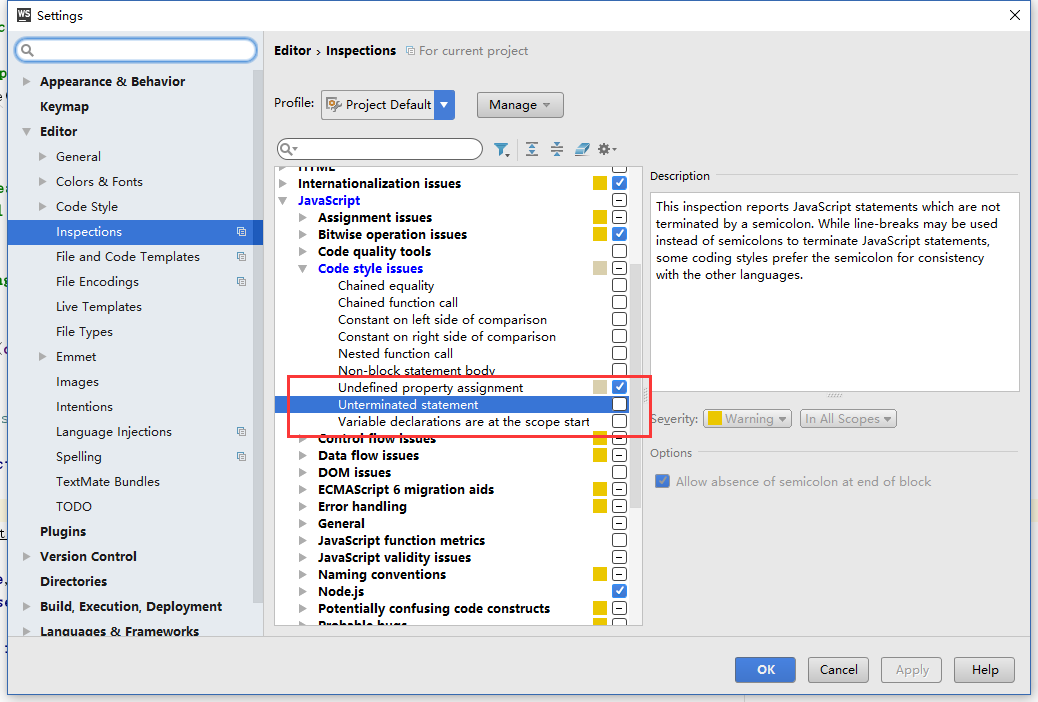 WS Settings
Editor › Inspections For current project
Profile: Project Default Manage
Appearance & Behavior
Keymap
Editor
General
Colors & Fonts
Code Style
Inspections
File and Code Templates
File Encodings
Live Templates
File Types
Emmet
Images
Intentions
Language Injections
Spelling
TextMate Bundles
TODO
Plugins
Version Control
Directories
Build, Execution, Deployment
Languages & Frameworks
HTML
Internationalization issues
JavaScript
Assignment issues
Bitwise operation issues
Code quality tools
Code style issues
Chained equality
Chained function call
Constant on left side of comparison
Constant on right side of comparison
Nested function call
Non-block statement body
Undefined property assignment
Unterminated statement
Variable declarations are at the scope start
Control flow issues
Data flow issues
DOM issues
ECMAScript 6 migration aids
Error handling
General
JavaScript function metrics
JavaScript validity issues
Naming conventions
Node.js
Potentially confusing code constructs
Probable bugs
Description
This inspection reports JavaScript statements which are not
terminated by a semicolon. While line-breaks may be used
instead of semicolons to terminate JavaScript statements,
some coding styles prefer the semicolon for consistency
with the other languages.
Severity: Warning In All Scopes
Options
Allow absence of semicolon at end of block
OK Cancel Apply Help